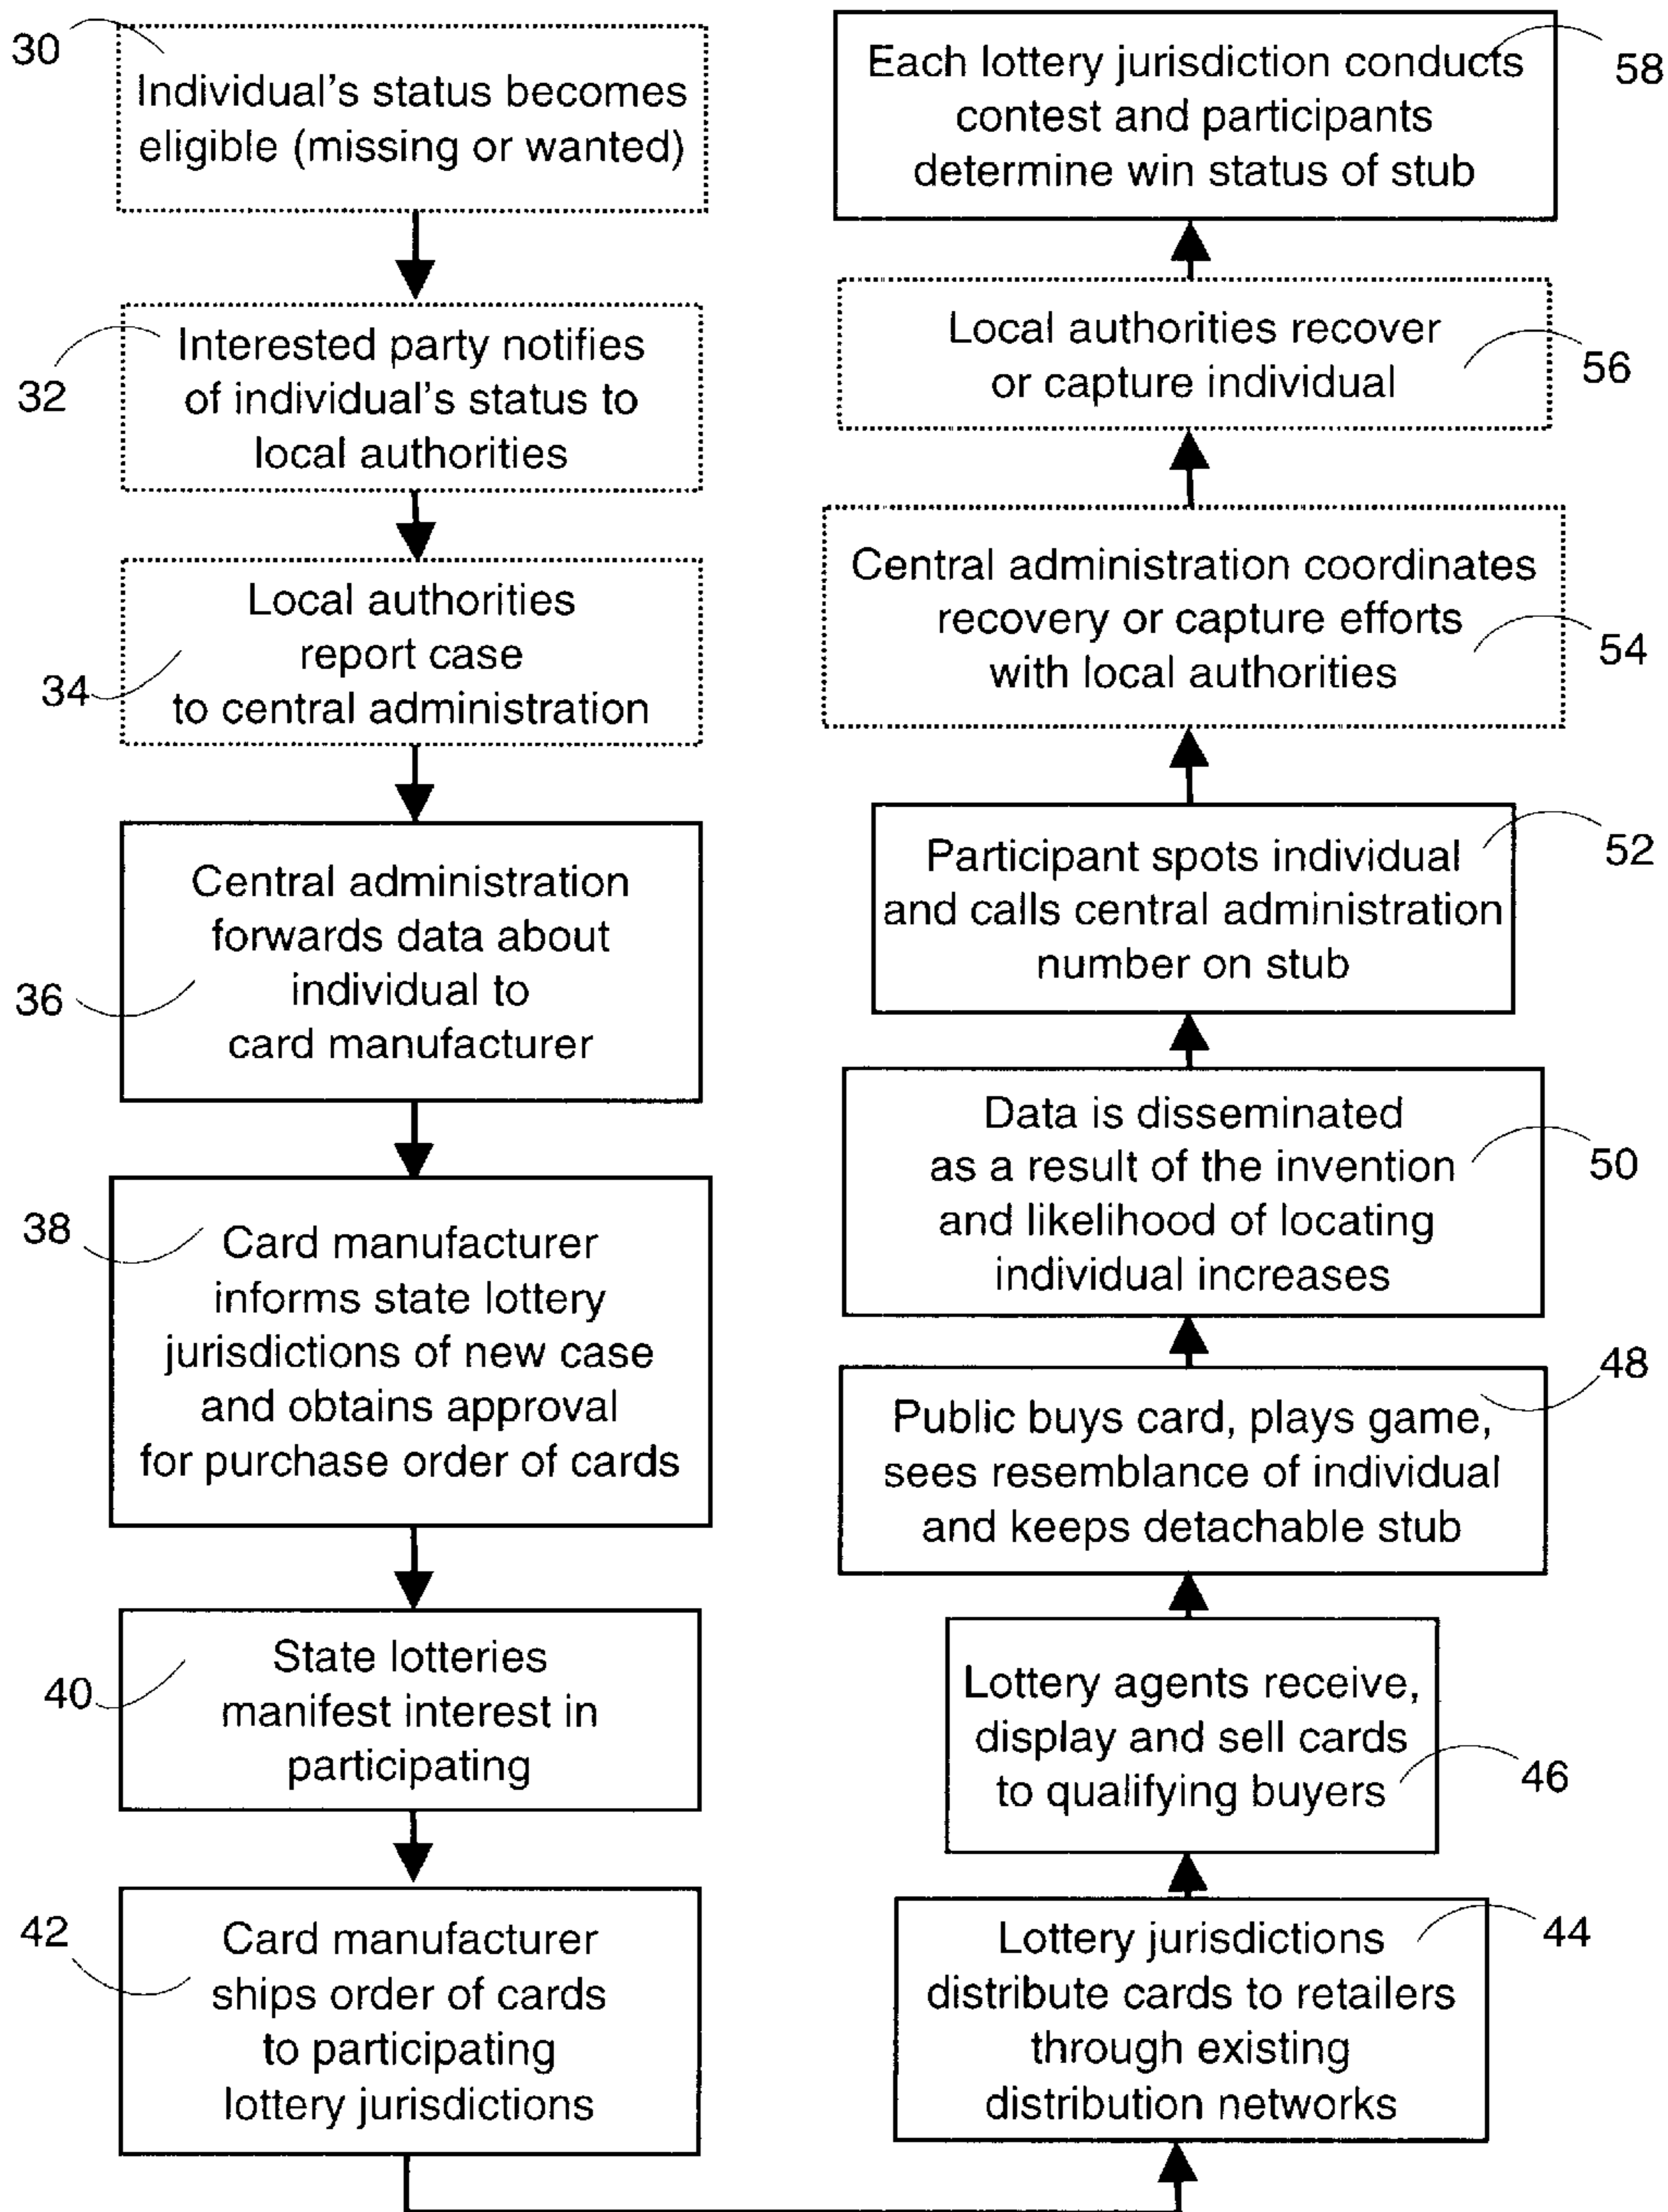 30
Individual's status becomes
eligible (missing or wanted)
32
Interested party notifies
of individual's status to
local authorities
34
Local authorities
report case
to central administration
36
Central administration
forwards data about
individual to
card manufacturer
38
Card manufacturer
informs state lottery
jurisdictions of new case
and obtains approval
for purchase order of cards
40
State lotteries
manifest interest in
participating
42
Card manufacturer
ships order of cards
to participating
lottery jurisdictions
44
Lottery jurisdictions
distribute cards to retailers
through existing
distribution networks
46
Lottery agents receive,
display and sell cards
to qualifying buyers
48
Public buys card, plays game,
sees resemblance of individual
and keeps detachable stub
50
Data is disseminated
as a result of the invention
and likelihood of locating
individual increases
52
Participant spots individual
and calls central administration
number on stub
54
Central administration coordinates
recovery or capture efforts
with local authorities
56
Local authorities recover
or capture individual
58
Each lottery jurisdiction conducts
contest and participants
determine win status of stub